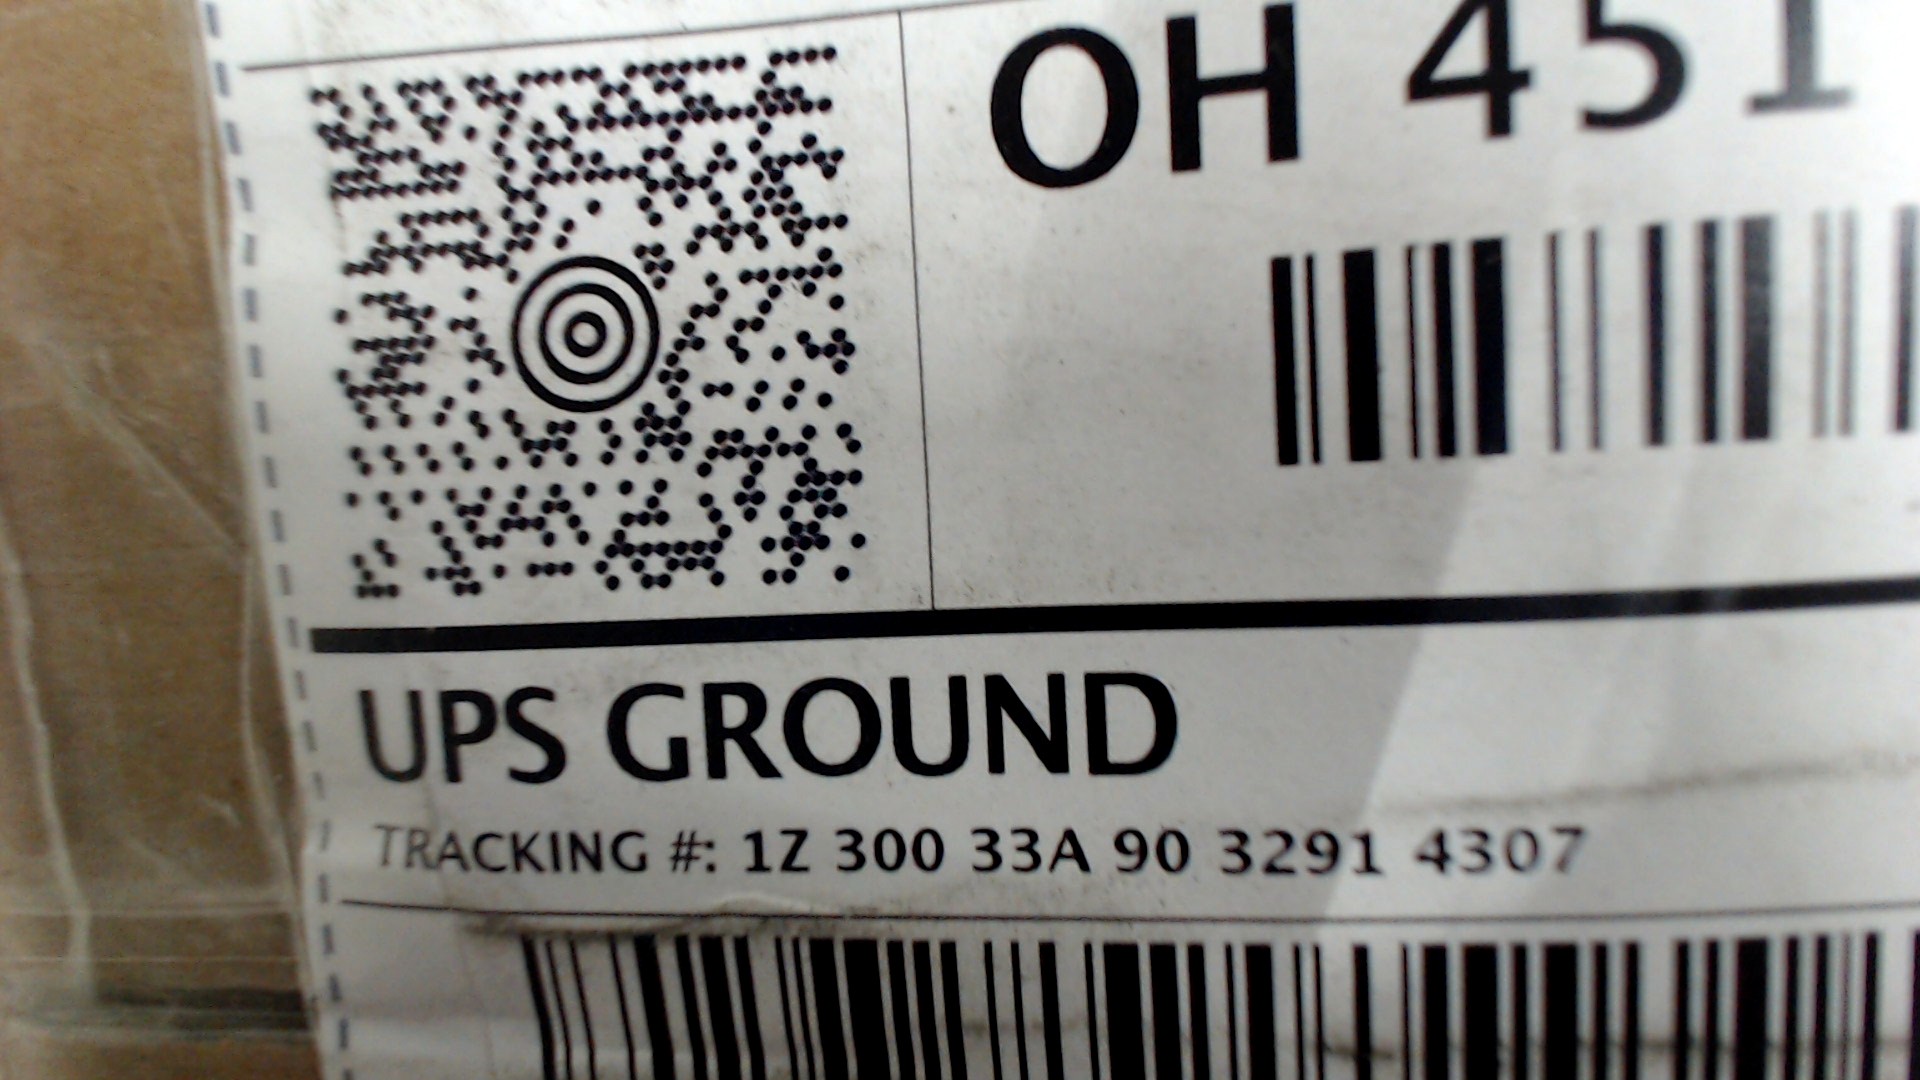 OH 451
UPS GROUND
TRACKING #: 1Z 300 33A 90 3291 4307